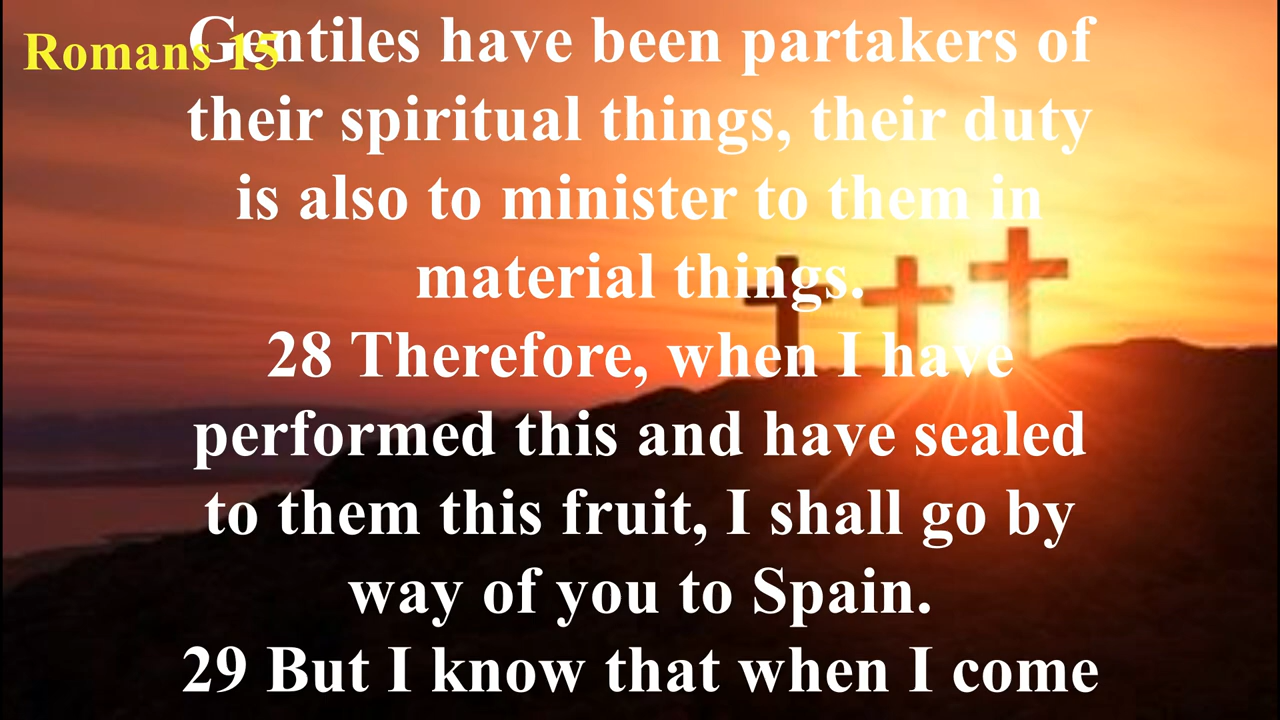 Romans 15
Gentiles have been partakers of
their spiritual things, their duty
is also to minister to them in
material things.
28 Therefore, when I have
performed this and have sealed
to them this fruit, I shall go by
way of you to Spain.
29 But I know that when I come